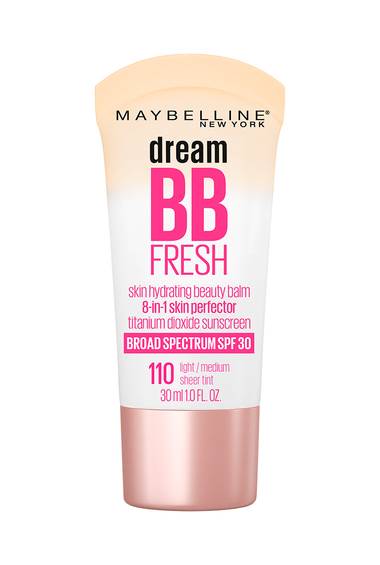 MAYBELLINE®
NEW YORK
dream
BB
FRESH
skin hydrating beauty balm
8-in-1 skin perfector
titanium dioxide sunscreen
BROAD SPECTRUM SPF 30
110 light / medium
sheer tint
30 ml 1.0 FL. OZ.